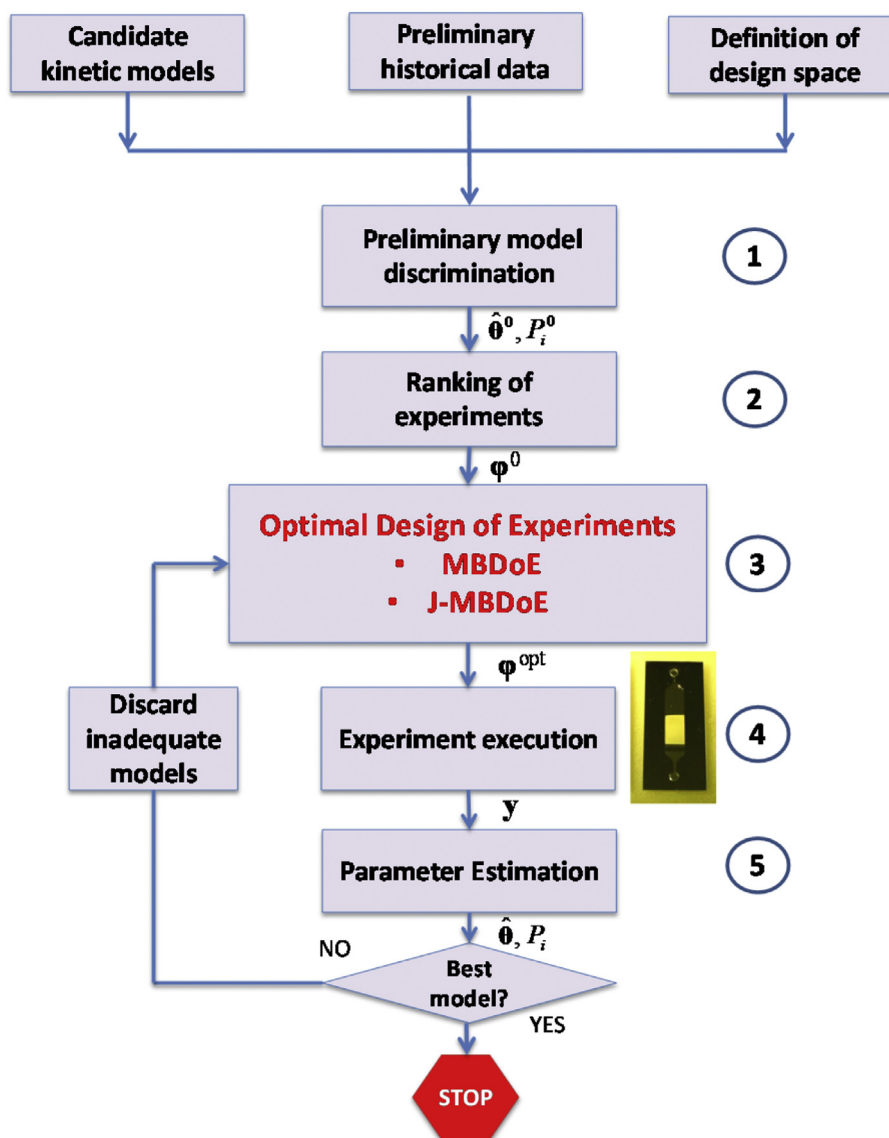 Candidate
kinetic models
Preliminary
historical data
Definition of
design space
Preliminary model
discrimination
1
θ̂⁰, Pᵢ⁰
Ranking of
experiments
2
φ⁰
Optimal Design of Experiments
▪ MBDoE
▪ J-MBDoE
3
φᵒᵖᵗ
Discard
inadequate
models
Experiment execution
4
y
Parameter Estimation
5
θ̂, Pᵢ
NO
Best
model?
YES
STOP